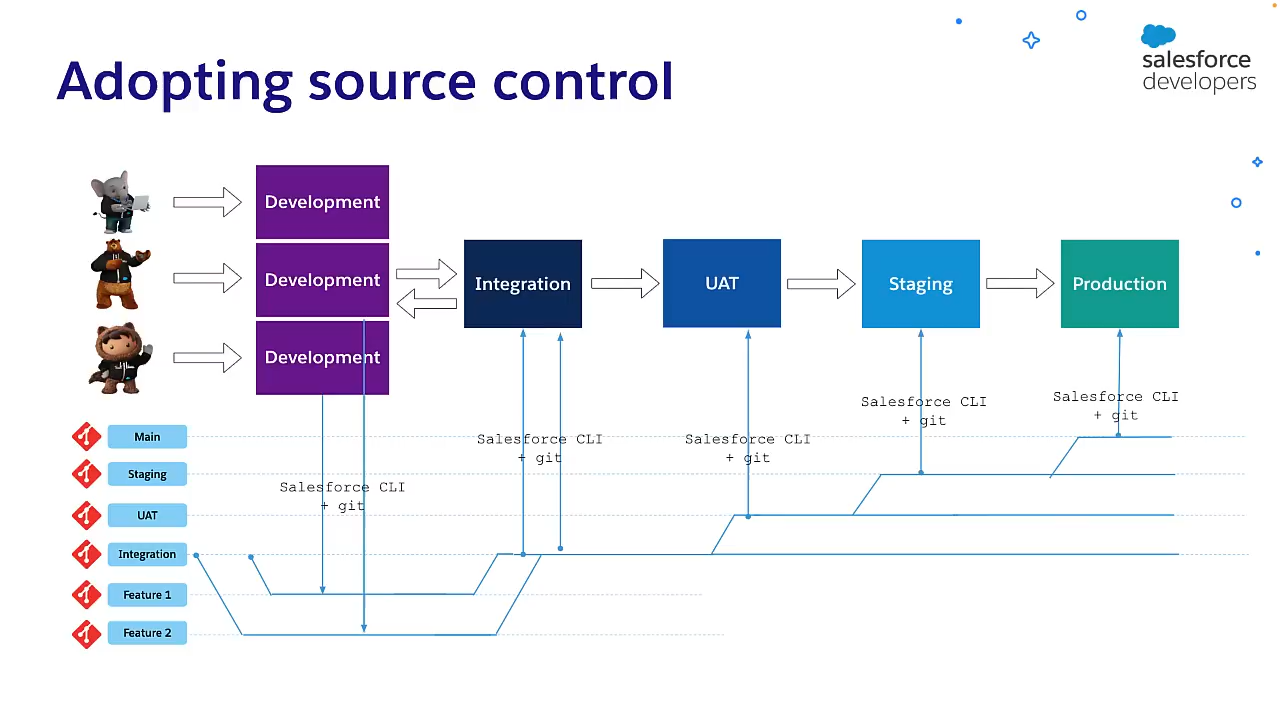 Adopting source control
salesforce
developers
Development
Development
Development
Integration
UAT
Staging
Production
Salesforce CLI
+ git
Salesforce CLI
+ git
Salesforce CLI
+ git
Salesforce CLI
+ git
Salesforce CLI
+ git
Main
Staging
UAT
Integration
Feature 1
Feature 2